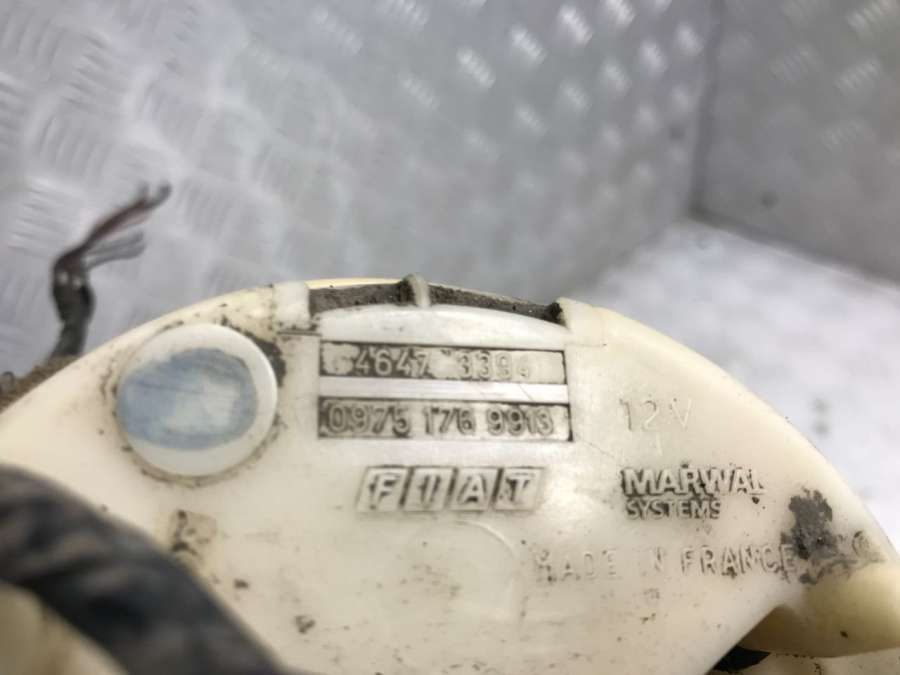 4647 3394
0975 176 9913
FIAT
12V
MARWAL
SYSTEMS
MADE IN FRANCE